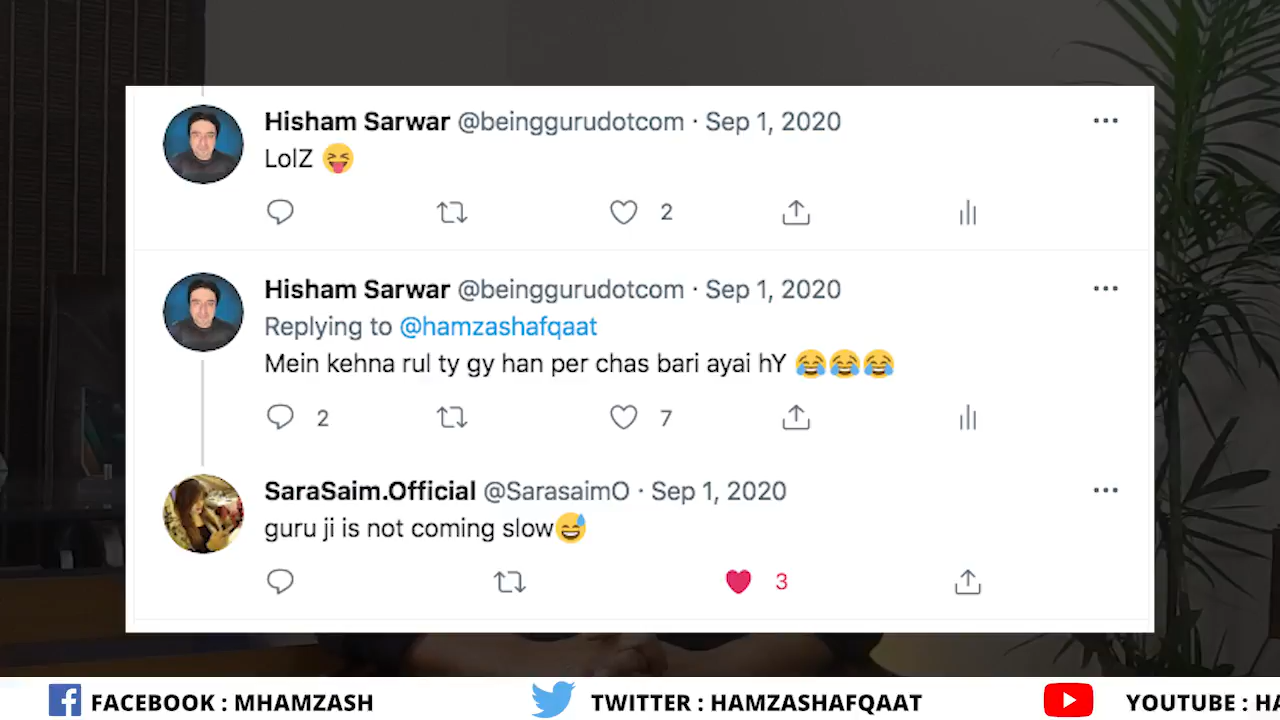 Hisham Sarwar @beinggurudotcom · Sep 1, 2020
LolZ 😝
2
Hisham Sarwar @beinggurudotcom · Sep 1, 2020
Replying to @hamzashafqaat
Mein kehna rul ty gy han per chas bari ayai hY 😂😂😂
2 7
SaraSaim.Official @SarasaimO · Sep 1, 2020
guru ji is not coming slow😅
3
FACEBOOK : MHAMZASH TWITTER : HAMZASHAFQAAT YOUTUBE : HA